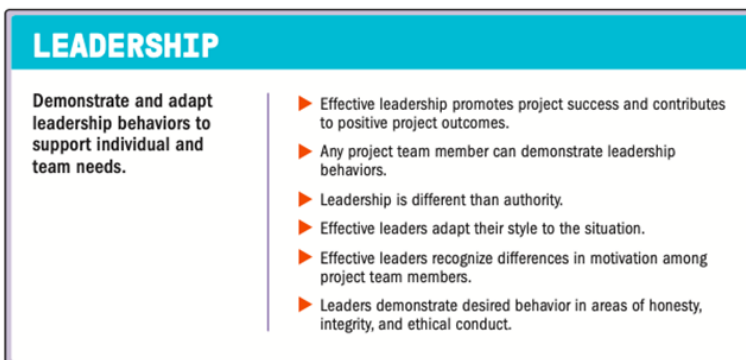 LEADERSHIP
Demonstrate and adapt
leadership behaviors to
support individual and
team needs.
Effective leadership promotes project success and contributes
to positive project outcomes.
Any project team member can demonstrate leadership
behaviors.
Leadership is different than authority.
Effective leaders adapt their style to the situation.
Effective leaders recognize differences in motivation among
project team members.
Leaders demonstrate desired behavior in areas of honesty,
integrity, and ethical conduct.